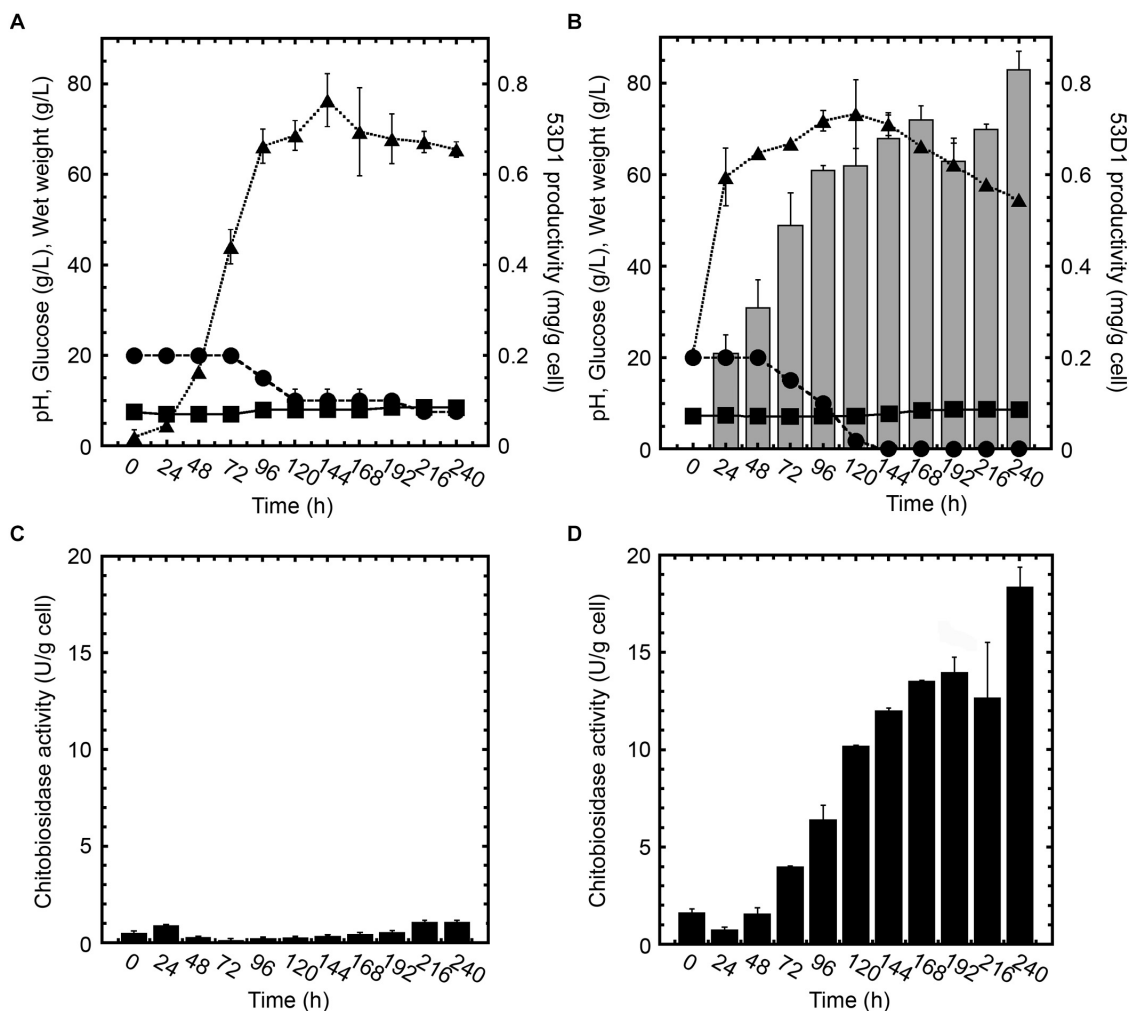 A
pH, Glucose (g/L), Wet weight (g/L)
80
60
40
20
0
0.8
0.6
0.4
0.2
0
53D1 productivity (mg/g cell)
0 24 48 72 96 120 144 168 192 216 240
Time (h)
B
pH, Glucose (g/L), Wet weight (g/L)
80
60
40
20
0
0.8
0.6
0.4
0.2
0
53D1 productivity (mg/g cell)
0 24 48 72 96 120 144 168 192 216 240
Time (h)
C
Chitobiosidase activity (U/g cell)
20
15
10
5
0
0 24 48 72 96 120 144 168 192 216 240
Time (h)
D
Chitobiosidase activity (U/g cell)
20
15
10
5
0
0 24 48 72 96 120 144 168 192 216 240
Time (h)